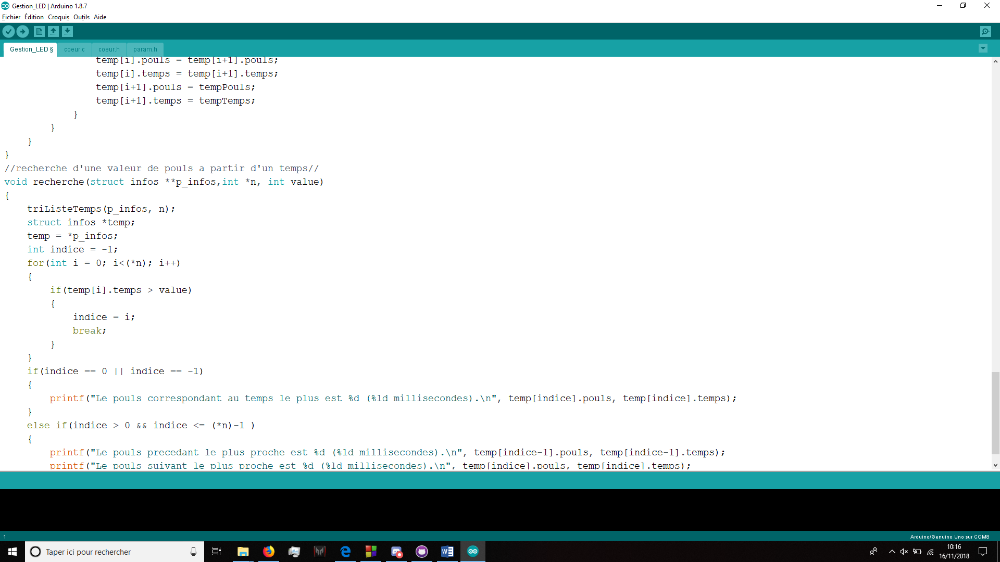 Gestion_LED | Arduino 1.8.7
Fichier Édition Croquis Outils Aide
Gestion_LED § coeur.c coeur.h param.h
temp[i].pouls = temp[i+1].pouls;
temp[i].temps = temp[i+1].temps;
temp[i+1].pouls = tempPouls;
temp[i+1].temps = tempTemps;
}
}
}
}
//recherche d'une valeur de pouls a partir d'un temps//
void recherche(struct infos **p_infos,int *n, int value)
{
triListeTemps(p_infos, n);
struct infos *temp;
temp = *p_infos;
int indice = -1;
for(int i = 0; i<(*n); i++)
{
if(temp[i].temps > value)
{
indice = i;
break;
}
}
if(indice == 0 || indice == -1)
{
printf("Le pouls correspondant au temps le plus est %d (%ld millisecondes).\n", temp[indice].pouls, temp[indice].temps);
}
else if(indice > 0 && indice <= (*n)-1 )
{
printf("Le pouls precedant le plus proche est %d (%ld millisecondes).\n", temp[indice-1].pouls, temp[indice-1].temps);
printf("Le pouls suivant le plus proche est %d (%ld millisecondes).\n", temp[indice].pouls, temp[indice].temps);
1 Arduino/Genuino Uno sur COM8
Taper ici pour rechercher
10:16
16/11/2018